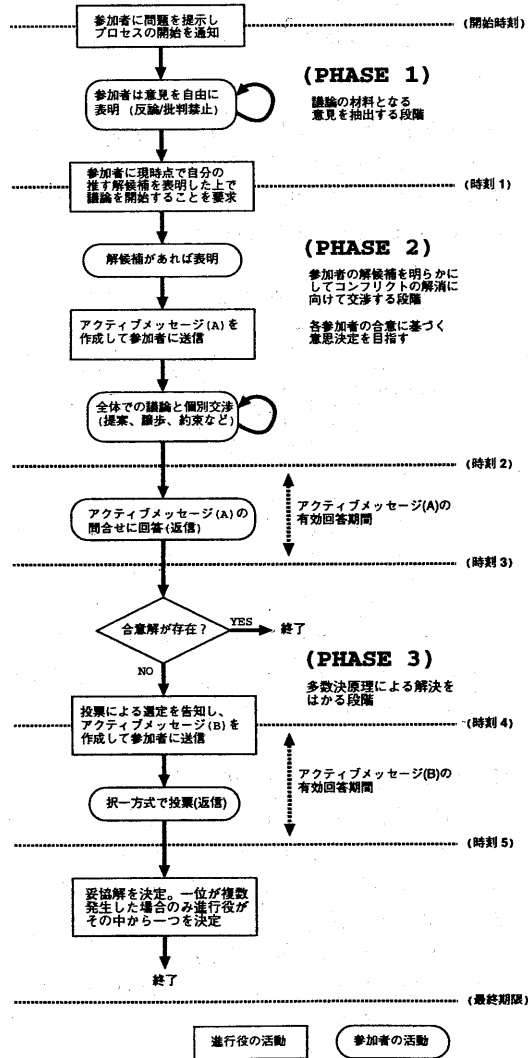 参加者に問題を提示し
プロセスの開始を通知
(開始時刻)
(PHASE 1)
参加者は意見を自由に
表明 (反論/批判禁止)
議論の材料となる
意見を抽出する段階
参加者に現時点で自分の
推す解候補を表明した上で
議論を開始することを要求
(時刻 1)
(PHASE 2)
解候補があれば表明
参加者の解候補を明らかに
してコンフリクトの解消に
向けて交渉する段階
各参加者の合意に基づく
意思決定を目指す
アクティブメッセージ(A)を
作成して参加者に送信
全体での議論と個別交渉
(提案、譲歩、約束など)
(時刻 2)
アクティブメッセージ(A)の
問合せに回答(返信)
アクティブメッセージ(A)の
有効回答期間
(時刻 3)
合意解が存在?
YES
終了
NO
(PHASE 3)
多数決原理による解決を
はかる段階
投票による選定を告知し、
アクティブメッセージ(B)を
作成して参加者に送信
(時刻 4)
アクティブメッセージ(B)の
有効回答期間
択一方式で投票(返信)
(時刻 5)
妥協解を決定。一位が複数
発生した場合のみ進行役が
その中から一つを決定
終了
(最終期限)
進行役の活動
参加者の活動